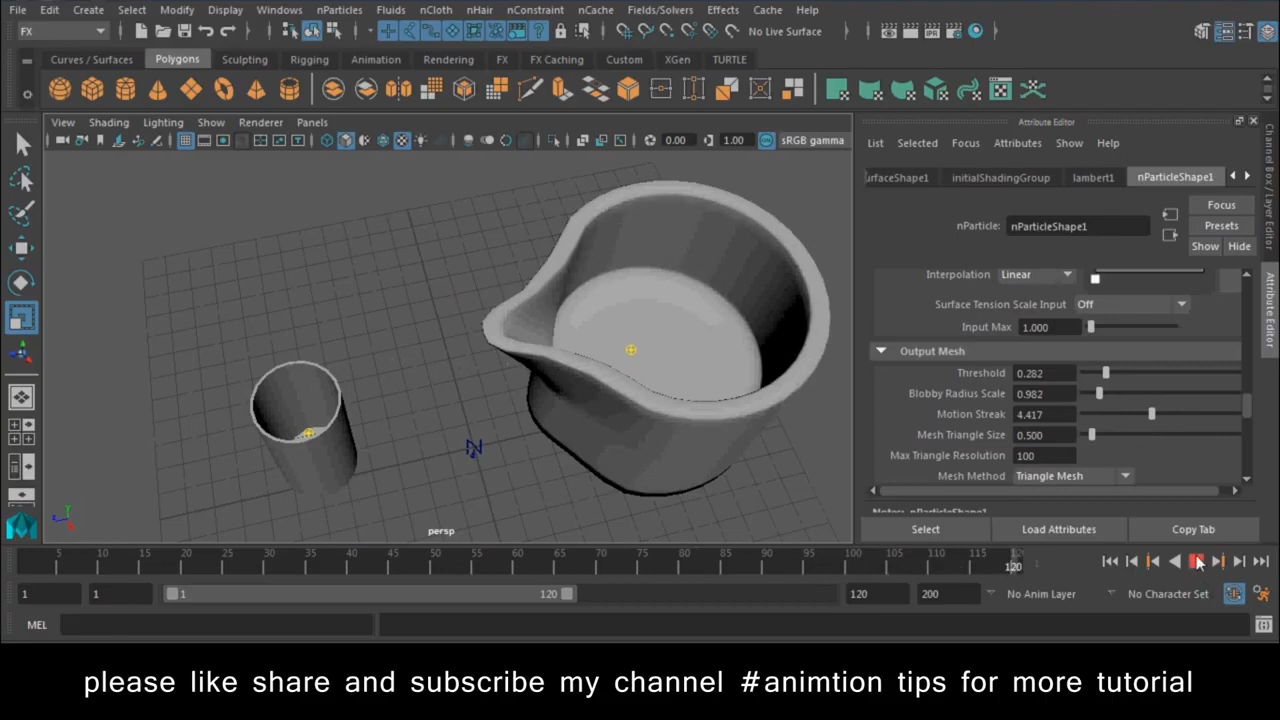 File Edit Create Select Modify Display Windows nParticles Fluids nCloth nHair nConstraint nCache Fields/Solvers Effects Cache Help
FX No Live Surface
Curves / Surfaces Polygons Sculpting Rigging Animation Rendering FX FX Caching Custom XGen TURTLE
View Shading Lighting Show Renderer Panels
0.00 1.00 sRGB gamma
persp
Attribute Editor
List Selected Focus Attributes Show Help
urfaceShape1 initialShadingGroup lambert1 nParticleShape1
Focus
nParticle: nParticleShape1 Presets
Show Hide
Interpolation Linear
Surface Tension Scale Input Off
Input Max 1.000
Output Mesh
Threshold 0.282
Blobby Radius Scale 0.982
Motion Streak 4.417
Mesh Triangle Size 0.500
Max Triangle Resolution 100
Mesh Method Triangle Mesh
Select Load Attributes Copy Tab
Channel Box / Layer Editor
Attribute Editor
5 10 15 20 25 30 35 40 45 50 55 60 65 70 75 80 85 90 95 100 105 110 115 12
120
1 1 1 120 120 200 No Anim Layer No Character Set
MEL
please like share and subscribe my channel #animtion tips for more tutorial